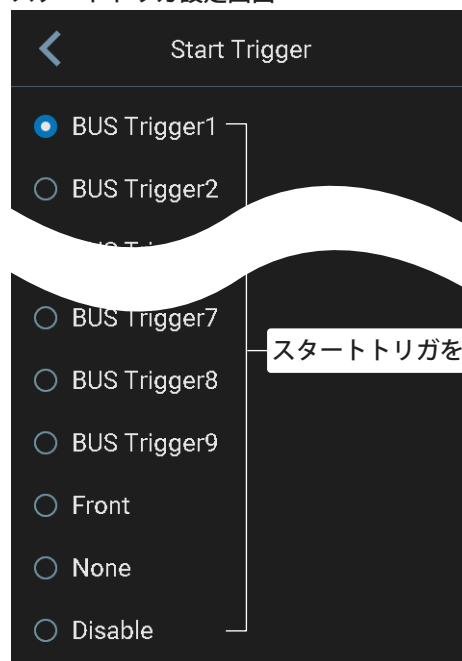 Start Trigger
BUS Trigger1
BUS Trigger2
BUS Trigger7
BUS Trigger8
スタートトリガを
BUS Trigger9
Front
None
Disable